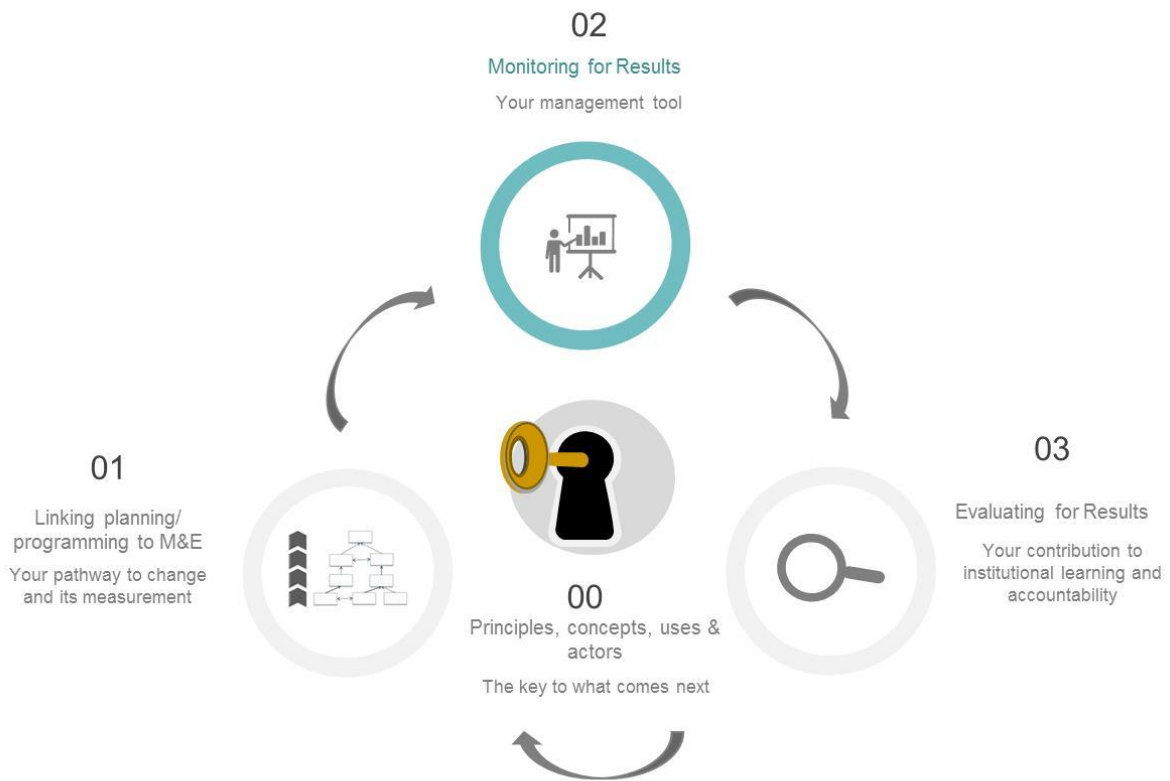 02
Monitoring for Results
Your management tool
01
Linking planning/
programming to M&E
Your pathway to change
and its measurement
03
Evaluating for Results
Your contribution to
institutional learning and
accountability
00
Principles, concepts, uses &
actors
The key to what comes next